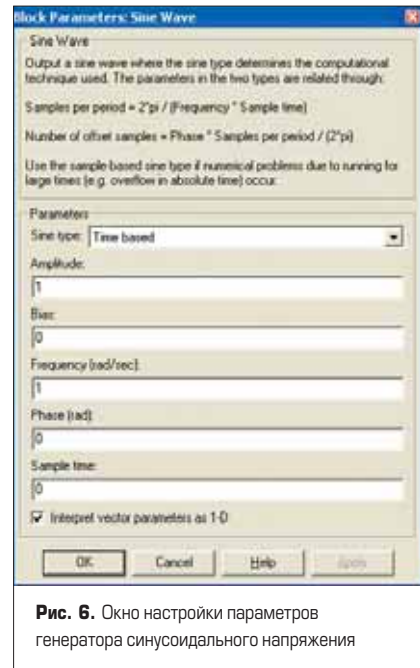 Block Parameters: Sine Wave
Sine Wave
Output a sine wave where the sine type determines the computational
technique used. The parameters in the two types are related through:
Samples per period = 2*pi / (Frequency * Sample time)
Number of offset samples = Phase * Samples per period / (2*pi)
Use the sample-based sine type if numerical problems due to running for
large times (e.g. overflow in absolute time) occur.
Parameters
Sine type: Time based
Amplitude:
1
Bias:
0
Frequency (rad/sec):
1
Phase (rad):
0
Sample time:
0
Interpret vector parameters as 1-D
OK Cancel Help Apply
Рис. 6. Окно настройки параметров
генератора синусоидального напряжения